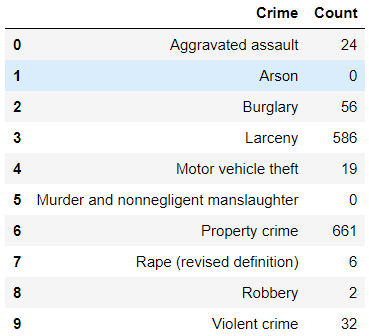 Crime Count
0 Aggravated assault 24
1 Arson 0
2 Burglary 56
3 Larceny 586
4 Motor vehicle theft 19
5 Murder and nonnegligent manslaughter 0
6 Property crime 661
7 Rape (revised definition) 6
8 Robbery 2
9 Violent crime 32